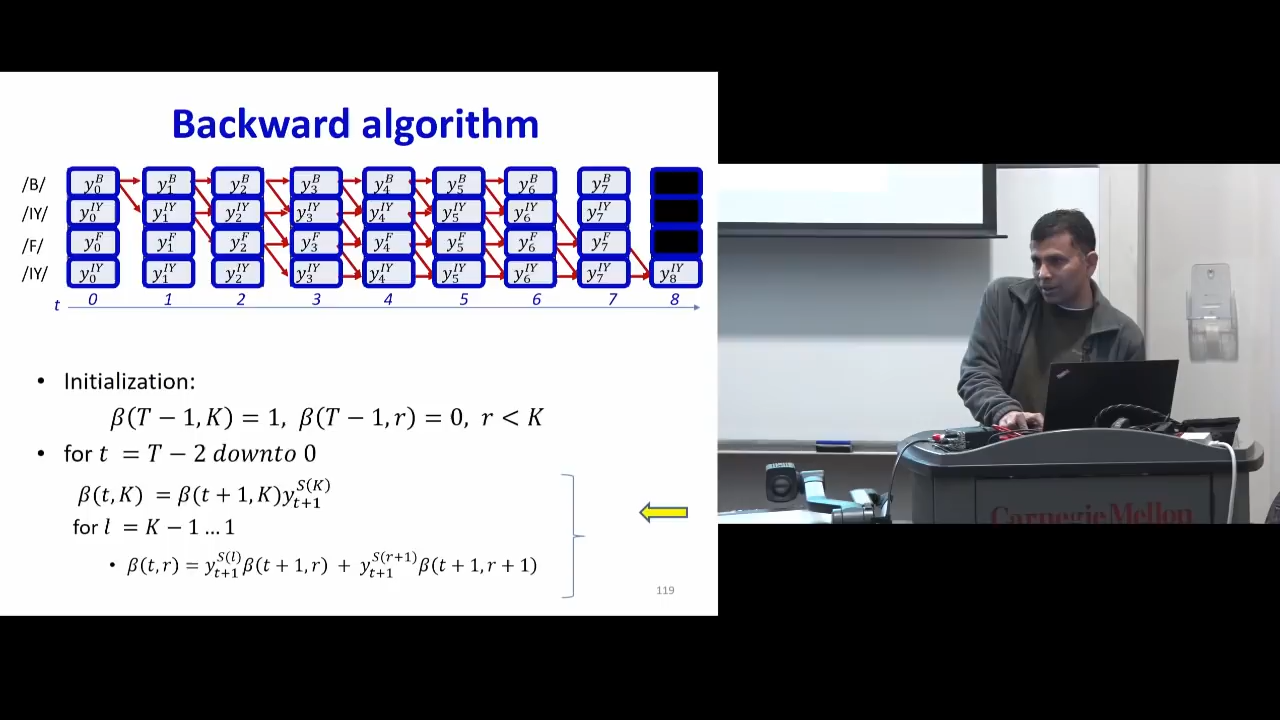 Backward algorithm
/B/ y_0^B y_1^B y_2^B y_3^B y_4^B y_5^B y_6^B y_7^B
/IY/ y_0^{IY} y_1^{IY} y_2^{IY} y_3^{IY} y_4^{IY} y_5^{IY} y_6^{IY} y_7^{IY}
/F/ y_0^F y_1^F y_2^F y_3^F y_4^F y_5^F y_6^F y_7^F
/IY/ y_0^{IY} y_1^{IY} y_2^{IY} y_3^{IY} y_4^{IY} y_5^{IY} y_6^{IY} y_7^{IY} y_8^{IY}
t 0 1 2 3 4 5 6 7 8
• Initialization:
β(T − 1, K) = 1, β(T − 1, r) = 0, r < K
• for t = T − 2 downto 0
β(t, K) = β(t + 1, K)y_{t+1}^{S(K)}
for l = K − 1 … 1
• β(t, r) = y_{t+1}^{S(l)}β(t + 1, r) + y_{t+1}^{S(r+1)}β(t + 1, r + 1)
119
Carnegie Mellon